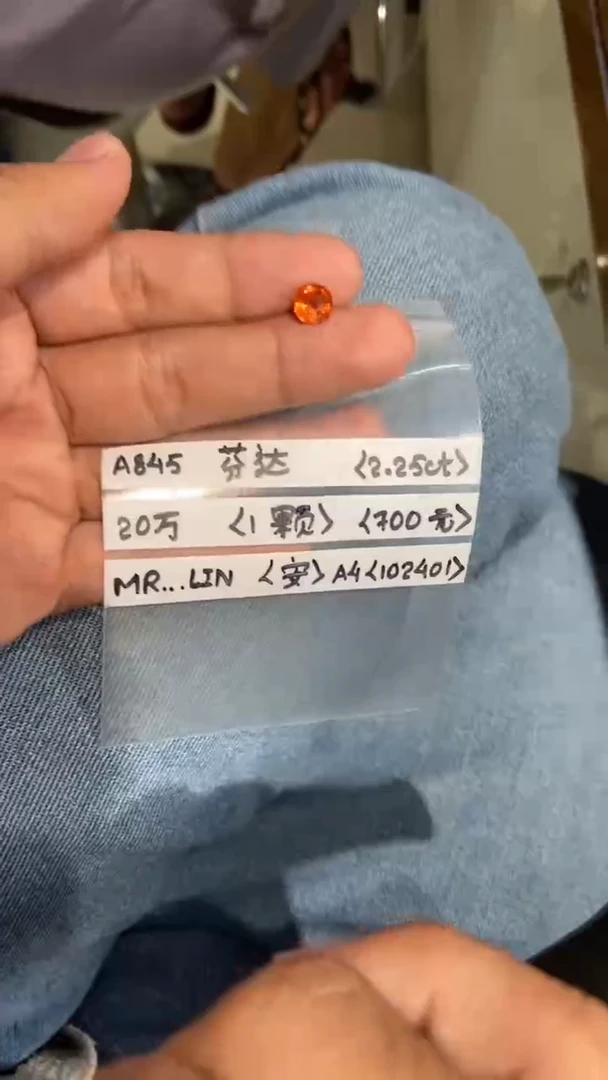 A845 芬达 <2.25ct>
20万 <1颗> <700元>
MR...LIN <安> A4<102401>